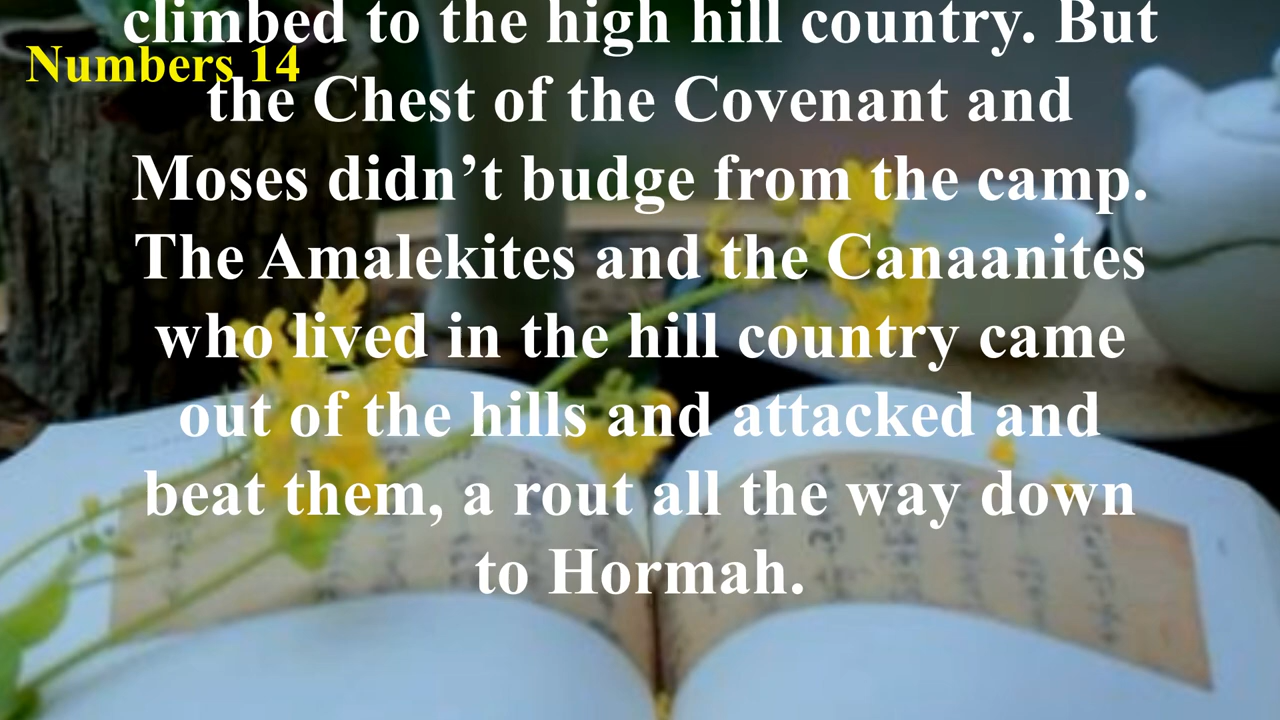 climbed to the high hill country. But
Numbers 14
the Chest of the Covenant and
Moses didn’t budge from the camp.
The Amalekites and the Canaanites
who lived in the hill country came
out of the hills and attacked and
beat them, a rout all the way down
to Hormah.